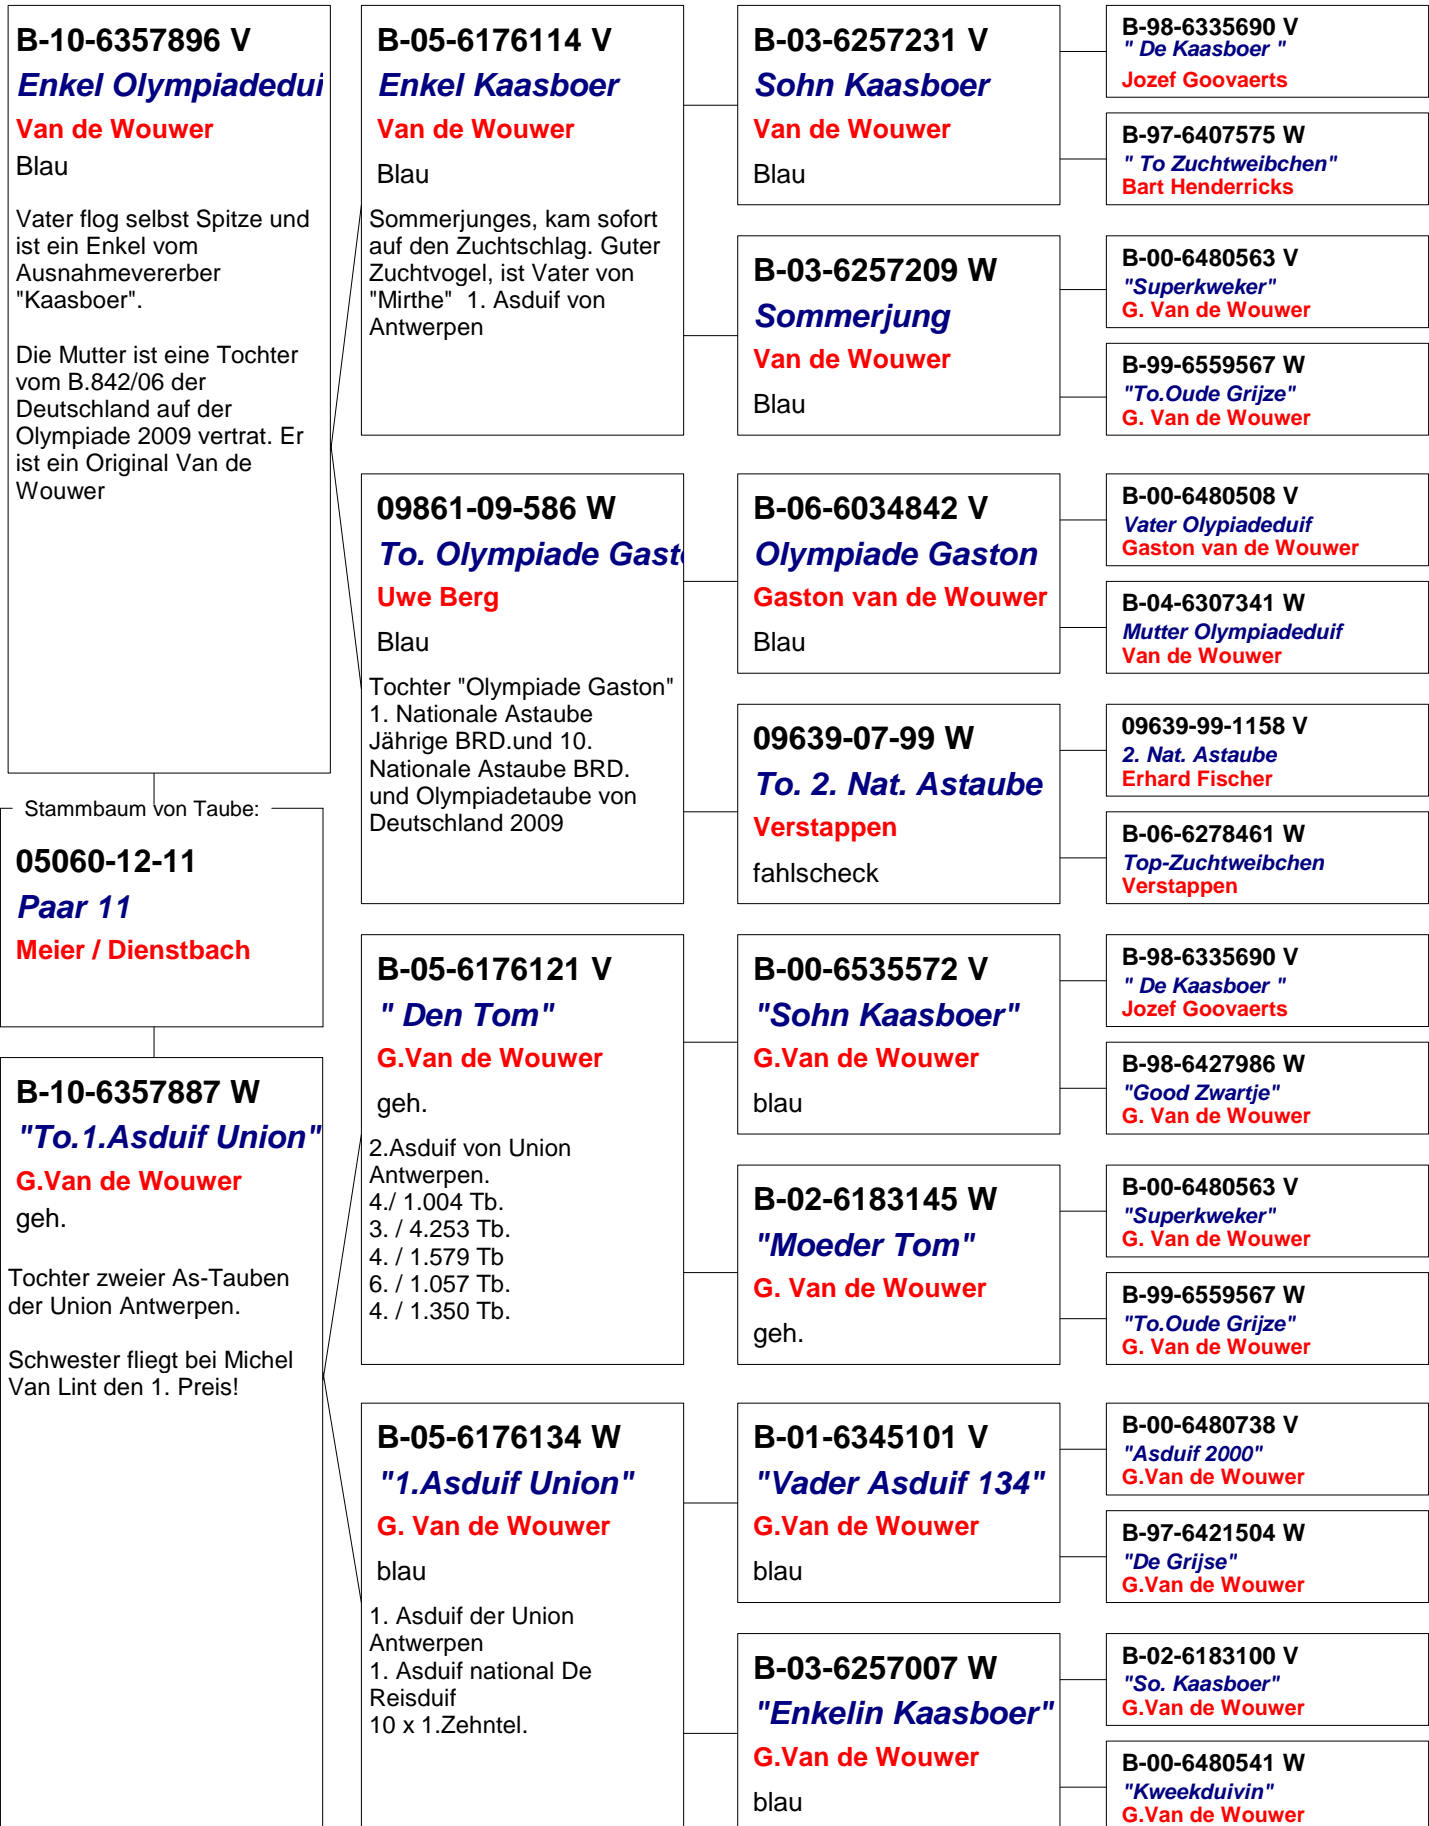 B-10-6357896 V
Enkel Olympiadedui
Van de Wouwer
Blau
Vater flog selbst Spitze und
ist ein Enkel vom
Ausnahmevererber
"Kaasboer".
Die Mutter ist eine Tochter
vom B.842/06 der
Deutschland auf der
Olympiade 2009 vertrat. Er
ist ein Original Van de
Wouwer
Stammbaum von Taube:
05060-12-11
Paar 11
Meier / Dienstbach
B-10-6357887 W
"To.1.Asduif Union"
G.Van de Wouwer
geh.
Tochter zweier As-Tauben
der Union Antwerpen.
Schwester fliegt bei Michel
Van Lint den 1. Preis!
B-05-6176114 V
Enkel Kaasboer
Van de Wouwer
Blau
Sommerjunges, kam sofort
auf den Zuchtschlag. Guter
Zuchtvogel, ist Vater von
"Mirthe"  1. Asduif von
Antwerpen
09861-09-586 W
To. Olympiade Gast
Uwe Berg
Blau
Tochter "Olympiade Gaston"
1. Nationale Astaube
Jährige BRD.und 10.
Nationale Astaube BRD.
und Olympiadetaube von
Deutschland 2009
B-05-6176121 V
" Den Tom"
G.Van de Wouwer
geh.
2.Asduif von Union
Antwerpen.
4./ 1.004 Tb.
3. / 4.253 Tb.
4. / 1.579 Tb
6. / 1.057 Tb.
4. / 1.350 Tb.
B-05-6176134 W
"1.Asduif Union"
G. Van de Wouwer
blau
1. Asduif der Union
Antwerpen
1. Asduif national De
Reisduif
10 x 1.Zehntel.
B-03-6257231 V
Sohn Kaasboer
Van de Wouwer
Blau
B-03-6257209 W
Sommerjung
Van de Wouwer
Blau
B-06-6034842 V
Olympiade Gaston
Gaston van de Wouwer
Blau
09639-07-99 W
To. 2. Nat. Astaube
Verstappen
fahlscheck
B-00-6535572 V
"Sohn Kaasboer"
G.Van de Wouwer
blau
B-02-6183145 W
"Moeder Tom"
G. Van de Wouwer
geh.
B-01-6345101 V
"Vader Asduif 134"
G.Van de Wouwer
blau
B-03-6257007 W
"Enkelin Kaasboer"
G.Van de Wouwer
blau
B-98-6335690 V
" De Kaasboer "
Jozef Goovaerts
B-97-6407575 W
" To Zuchtweibchen"
Bart Henderricks
B-00-6480563 V
"Superkweker"
G. Van de Wouwer
B-99-6559567 W
"To.Oude Grijze"
G. Van de Wouwer
B-00-6480508 V
Vater Olypiadeduif
Gaston van de Wouwer
B-04-6307341 W
Mutter Olympiadeduif
Van de Wouwer
09639-99-1158 V
2. Nat. Astaube
Erhard Fischer
B-06-6278461 W
Top-Zuchtweibchen
Verstappen
B-98-6335690 V
" De Kaasboer "
Jozef Goovaerts
B-98-6427986 W
"Good Zwartje"
G. Van de Wouwer
B-00-6480563 V
"Superkweker"
G. Van de Wouwer
B-99-6559567 W
"To.Oude Grijze"
G. Van de Wouwer
B-00-6480738 V
"Asduif 2000"
G.Van de Wouwer
B-97-6421504 W
"De Grijse"
G.Van de Wouwer
B-02-6183100 V
"So. Kaasboer"
G.Van de Wouwer
B-00-6480541 W
"Kweekduivin"
G.Van de Wouwer